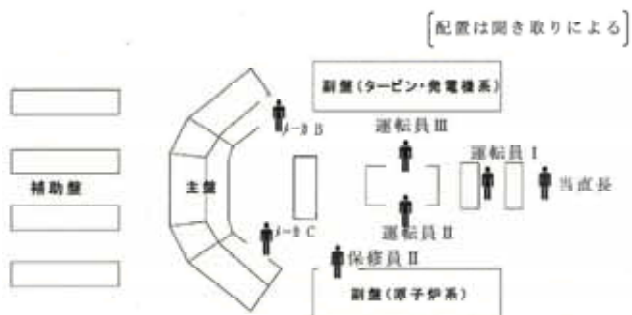 [配置は聞き取りによる]
副盤(タービン・発電機系)
メーカB
運転員Ⅲ
運転員Ⅰ
補助盤
主盤
当直長
メーカC
運転員Ⅱ
保修員Ⅱ
副盤(原子炉系)